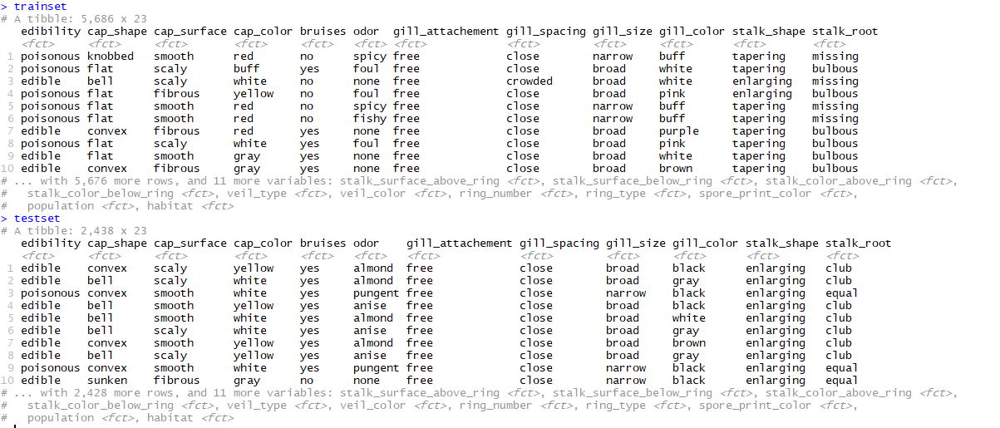 > trainset
# A tibble: 5,686 x 23
edibility cap_shape cap_surface cap_color bruises odor gill_attachement gill_spacing gill_size gill_color stalk_shape stalk_root
<fct> <fct> <fct> <fct> <fct> <fct> <fct> <fct> <fct> <fct> <fct> <fct>
1 poisonous knobbed smooth red no spicy free close narrow buff tapering missing
2 poisonous flat scaly buff yes foul free close broad white tapering bulbous
3 edible bell scaly white no none free crowded broad white enlarging missing
4 poisonous flat fibrous yellow no foul free close broad pink enlarging bulbous
5 poisonous flat smooth red no spicy free close narrow buff tapering missing
6 poisonous flat smooth red no fishy free close narrow buff tapering missing
7 edible convex fibrous red yes none free close broad purple tapering bulbous
8 poisonous flat scaly white yes foul free close broad pink tapering bulbous
9 edible flat smooth gray yes none free close broad white tapering bulbous
10 edible convex fibrous gray yes none free close broad brown tapering bulbous
# ... with 5,676 more rows, and 11 more variables: stalk_surface_above_ring <fct>, stalk_surface_below_ring <fct>, stalk_color_above_ring <fct>,
# stalk_color_below_ring <fct>, veil_type <fct>, veil_color <fct>, ring_number <fct>, ring_type <fct>, spore_print_color <fct>,
# population <fct>, habitat <fct>
> testset
# A tibble: 2,438 x 23
edibility cap_shape cap_surface cap_color bruises odor gill_attachement gill_spacing gill_size gill_color stalk_shape stalk_root
<fct> <fct> <fct> <fct> <fct> <fct> <fct> <fct> <fct> <fct> <fct> <fct>
1 edible convex scaly yellow yes almond free close broad black enlarging club
2 edible bell scaly white yes almond free close broad gray enlarging club
3 poisonous convex smooth white yes pungent free close narrow black enlarging equal
4 edible bell smooth yellow yes anise free close broad black enlarging club
5 edible bell smooth white yes almond free close broad white enlarging club
6 edible bell scaly white yes anise free close broad gray enlarging club
7 edible convex smooth yellow yes almond free close broad brown enlarging club
8 edible bell scaly yellow yes anise free close broad gray enlarging club
9 poisonous convex smooth white yes pungent free close narrow black enlarging equal
10 edible sunken fibrous gray no none free close narrow black enlarging equal
# ... with 2,428 more rows, and 11 more variables: stalk_surface_above_ring <fct>, stalk_surface_below_ring <fct>, stalk_color_above_ring <fct>,
# stalk_color_below_ring <fct>, veil_type <fct>, veil_color <fct>, ring_number <fct>, ring_type <fct>, spore_print_color <fct>,
# population <fct>, habitat <fct>